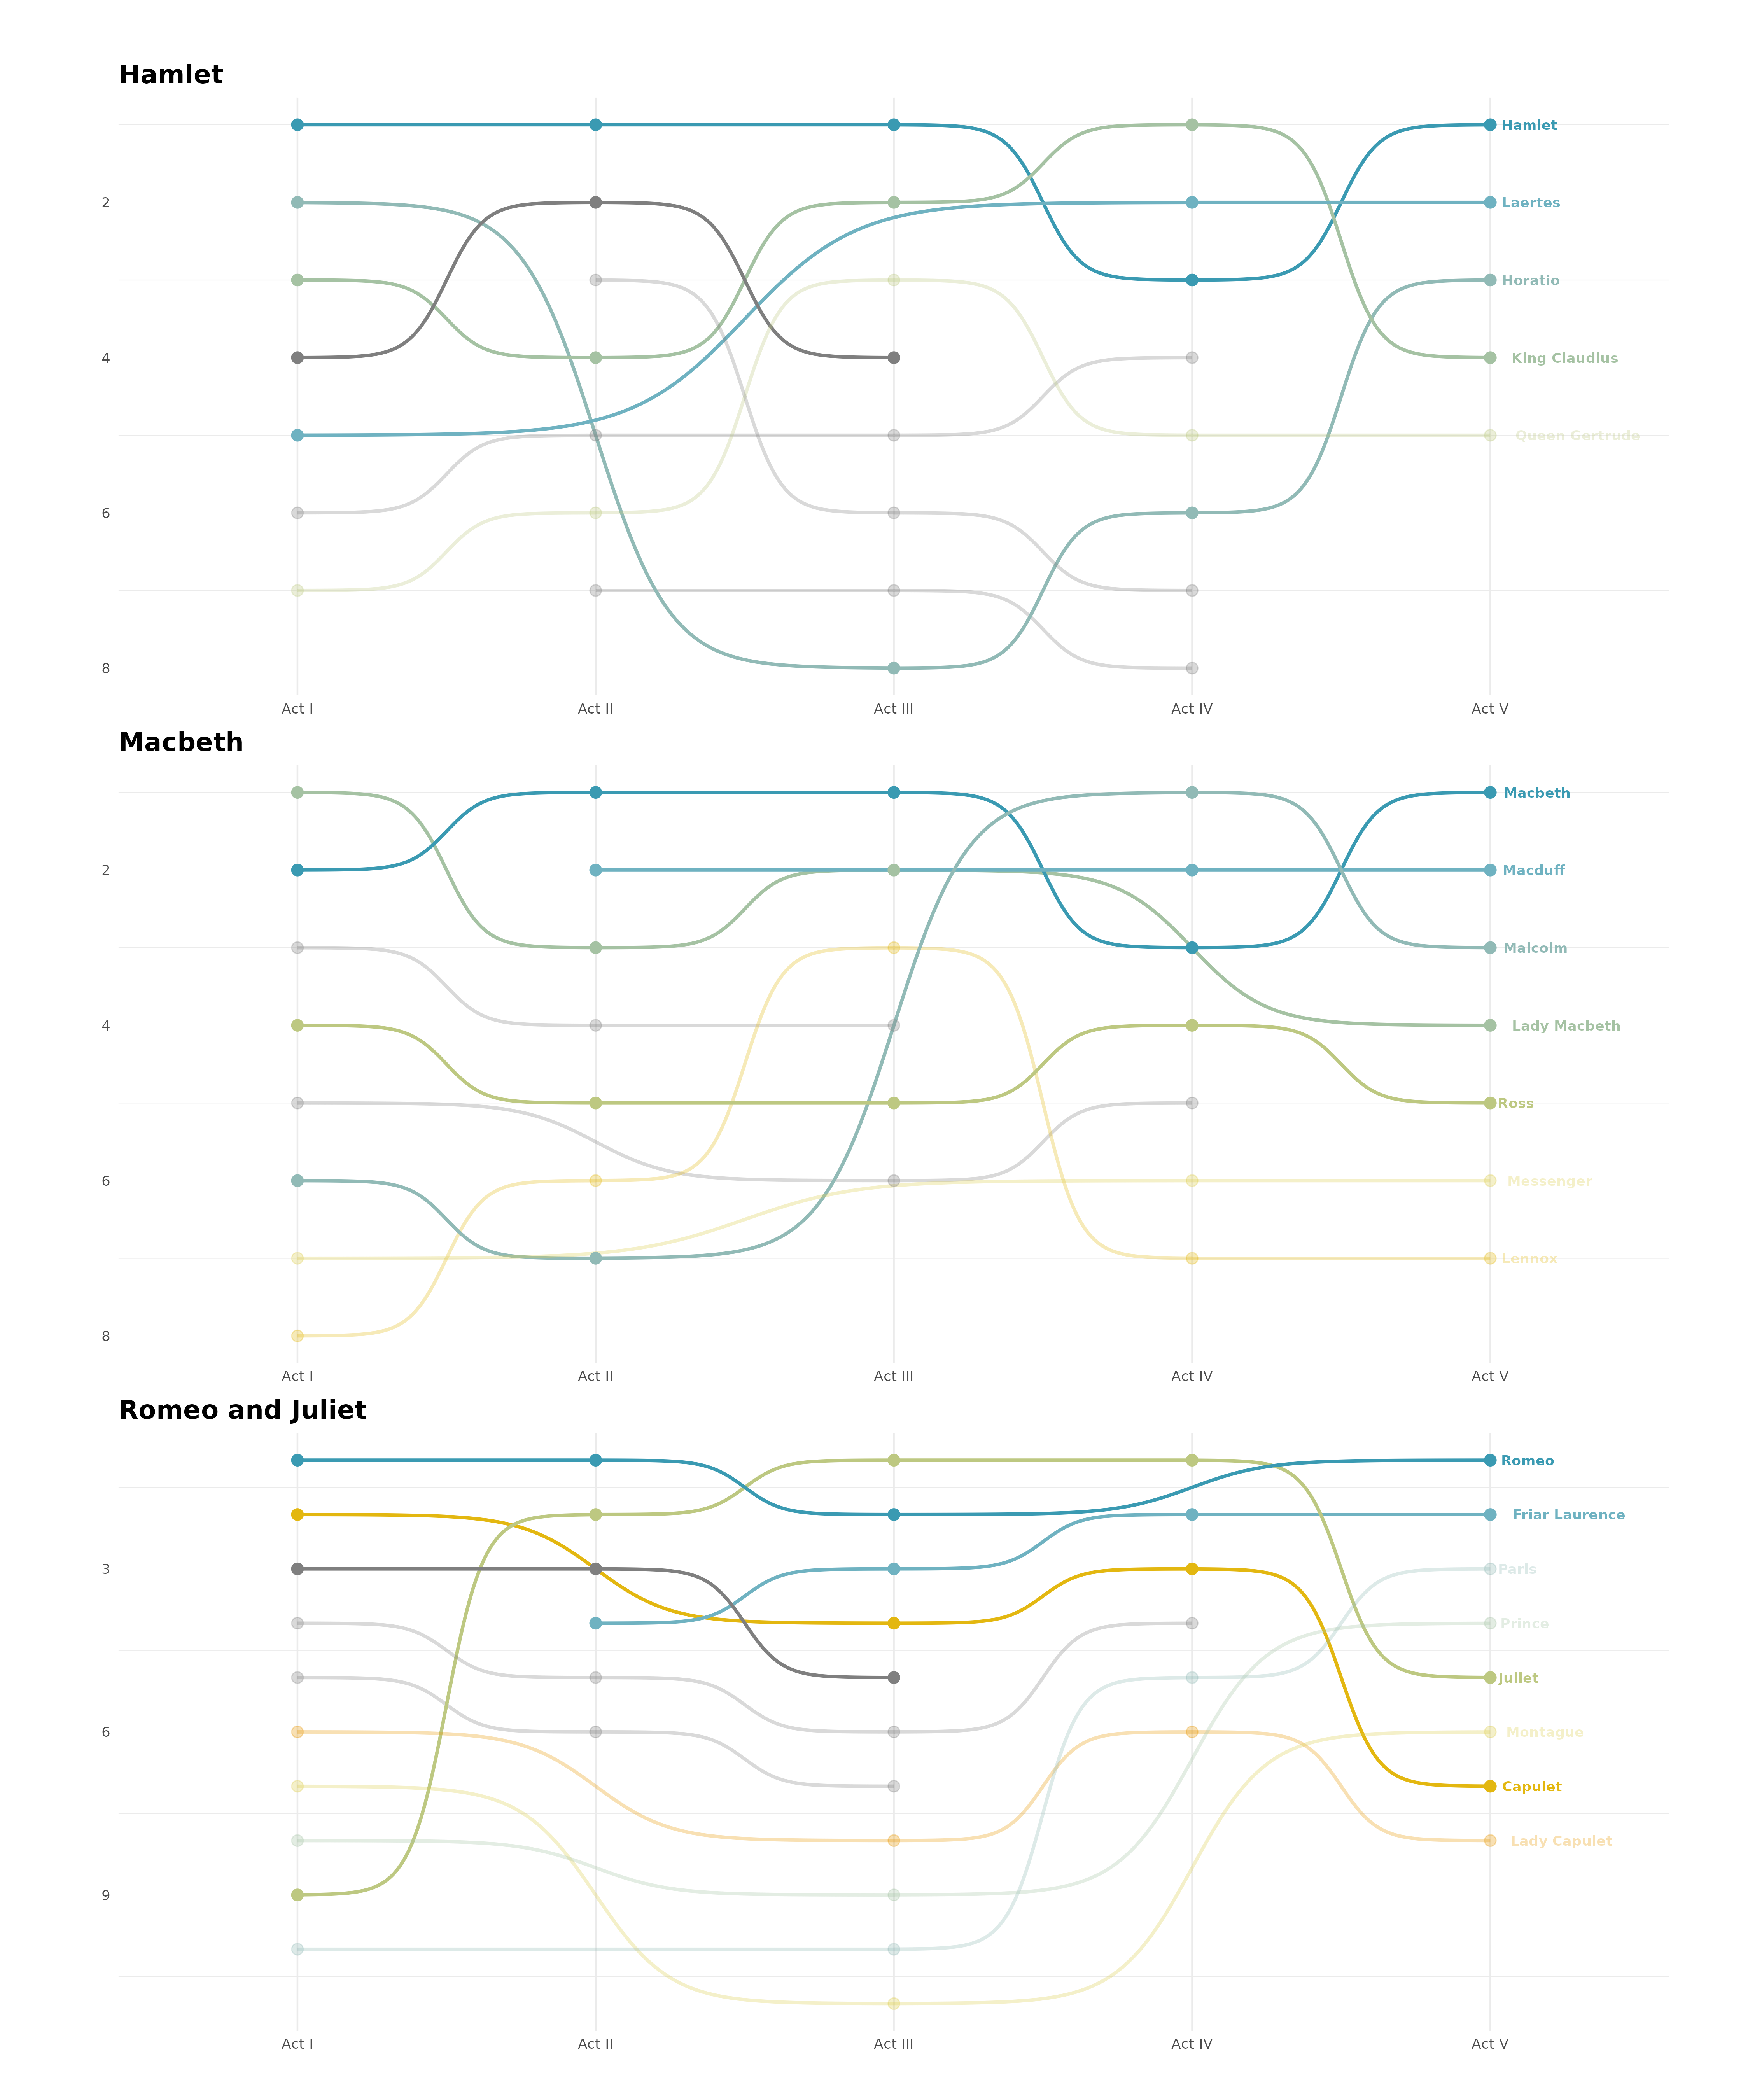 Hamlet
Hamlet
2
Laertes
Horatio
4
King Claudius
Queen Gertrude
6
8
Act I
Act II
Act III
Act IV
Act V
Macbeth
Macbeth
2
Macduff
Malcolm
4
Lady Macbeth
Ross
6
Messenger
Lennox
8
Act I
Act II
Act III
Act IV
Act V
Romeo and Juliet
Romeo
Friar Laurence
3
Paris
Prince
Juliet
6
Montague
Capulet
Lady Capulet
9
Act I
Act II
Act III
Act IV
Act V